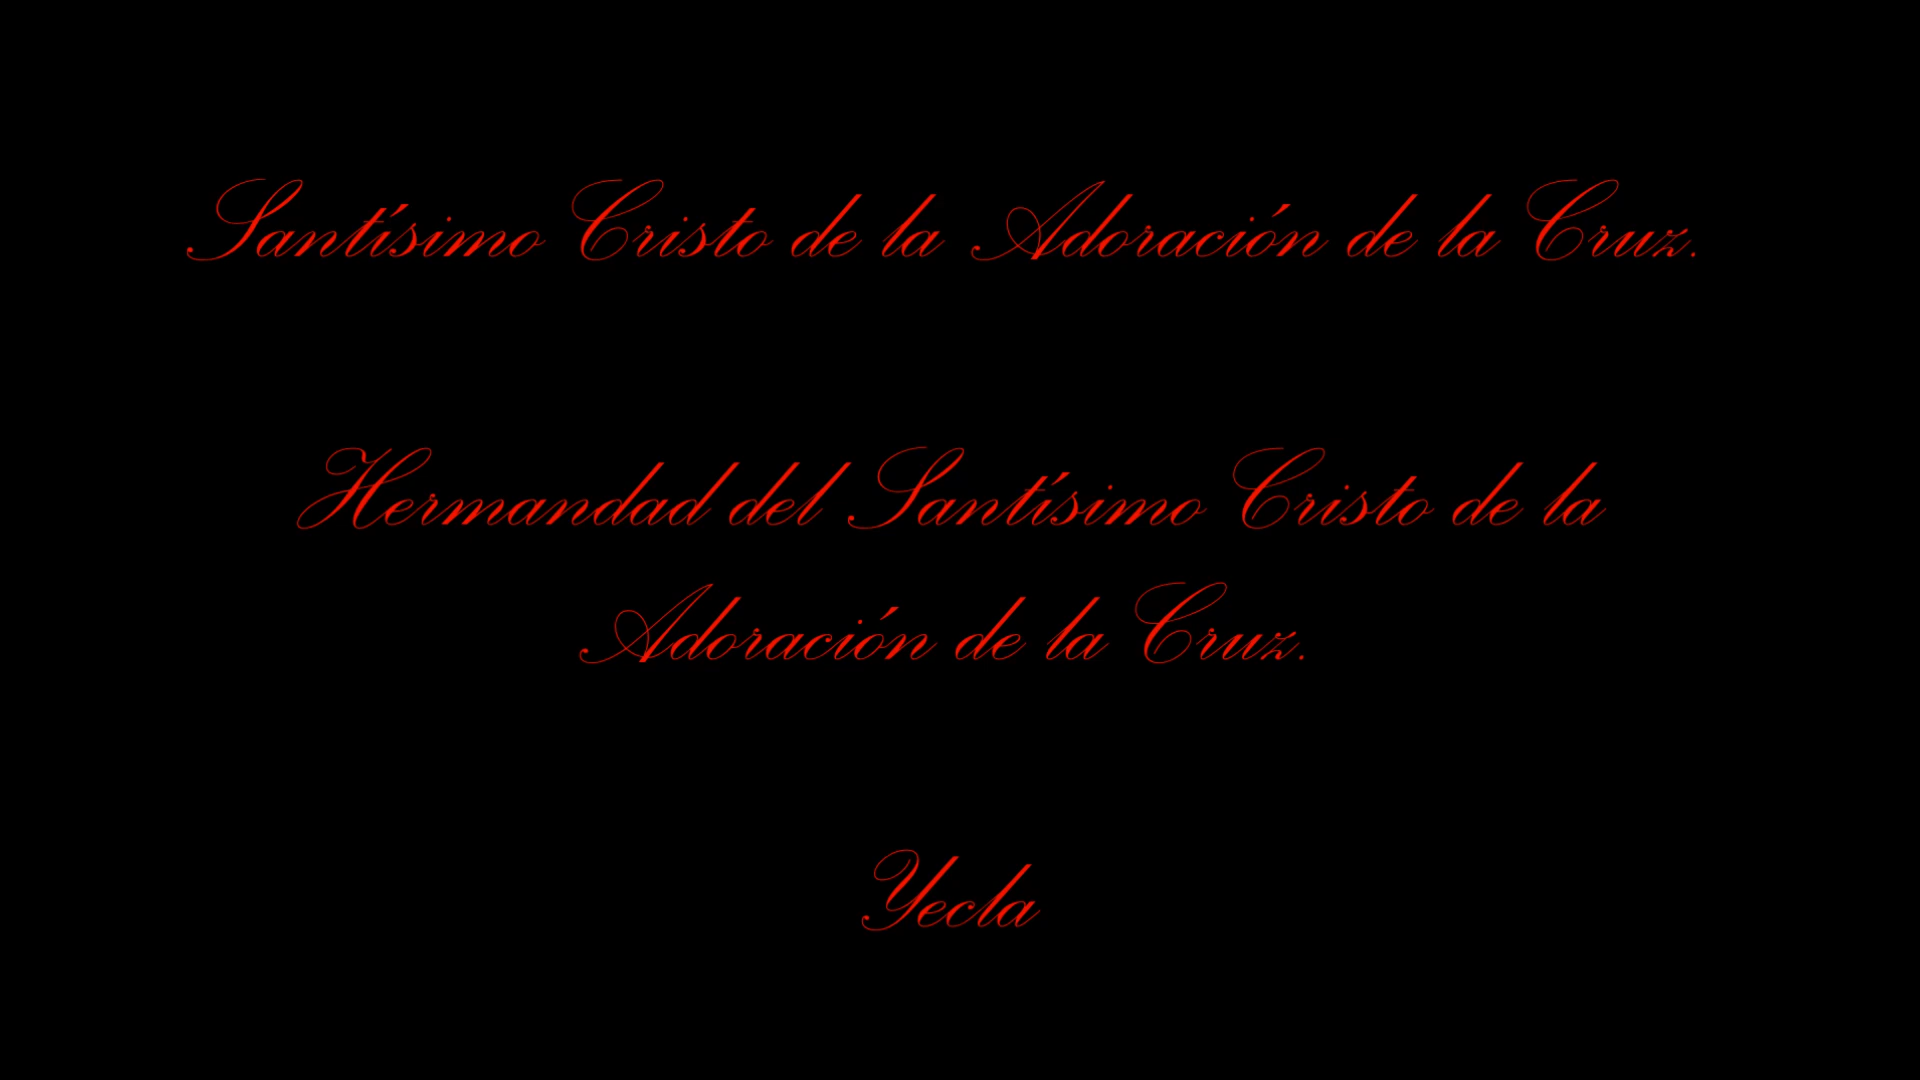 Santísimo Cristo de la Adoración de la Cruz.
Hermandad del Santísimo Cristo de la
Adoración de la Cruz.
Yecla